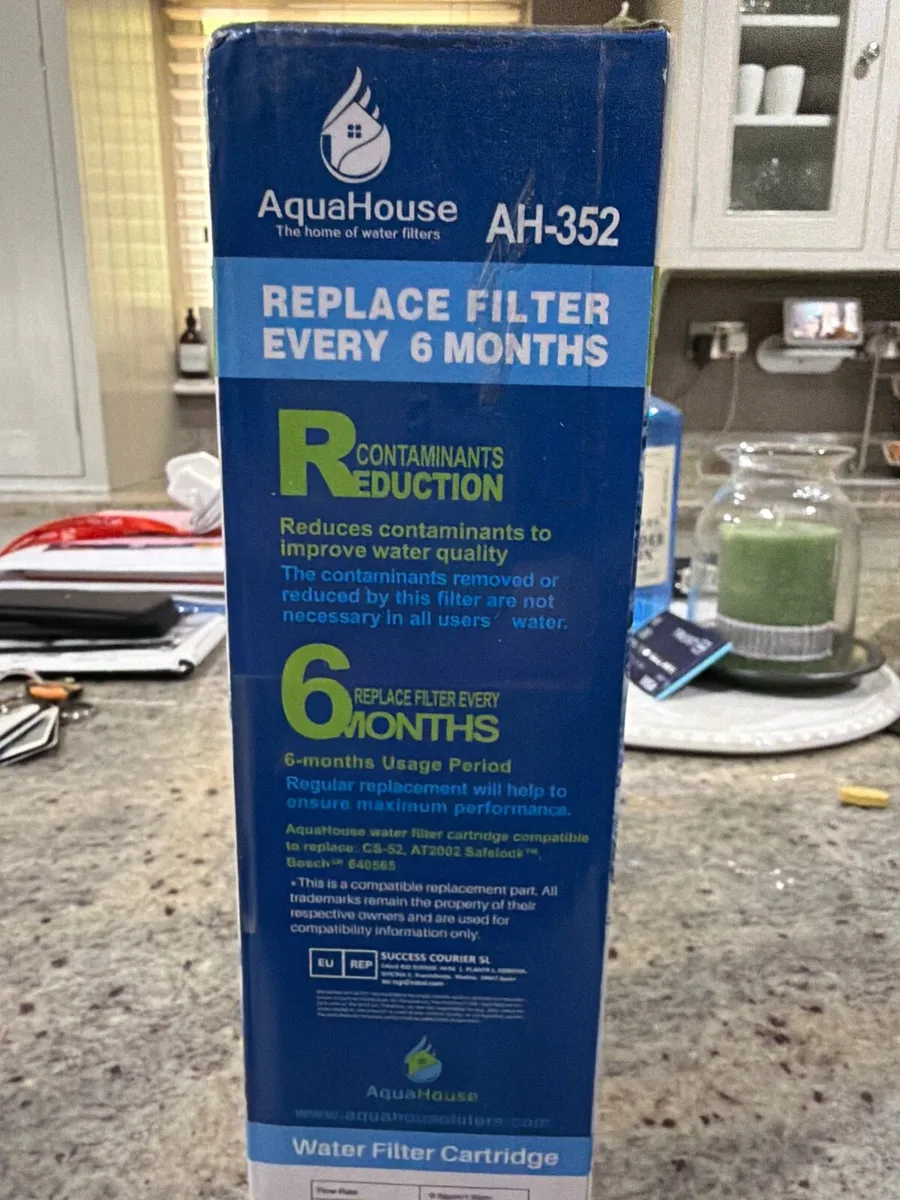 AquaHouse
The home of water filters
AH-352
REPLACE FILTER
EVERY 6 MONTHS
CONTAMINANTS
REDUCTION
Reduces contaminants to
improve water quality
The contaminants removed or
reduced by this filter are not
necessary in all users' water.
6 REPLACE FILTER EVERY
MONTHS
6-months Usage Period
Regular replacement will help to
ensure maximum performance.
AquaHouse water filter cartridge compatible
to replace: CS-52, AT2002 Safelock™,
Bosch™ 640565
•This is a compatible replacement part. All
trademarks remain the property of their
respective owners and are used for
compatibility information only.
EU REP
SUCCESS COURIER SL
AquaHouse
Water Filter Cartridge
Flow Rate